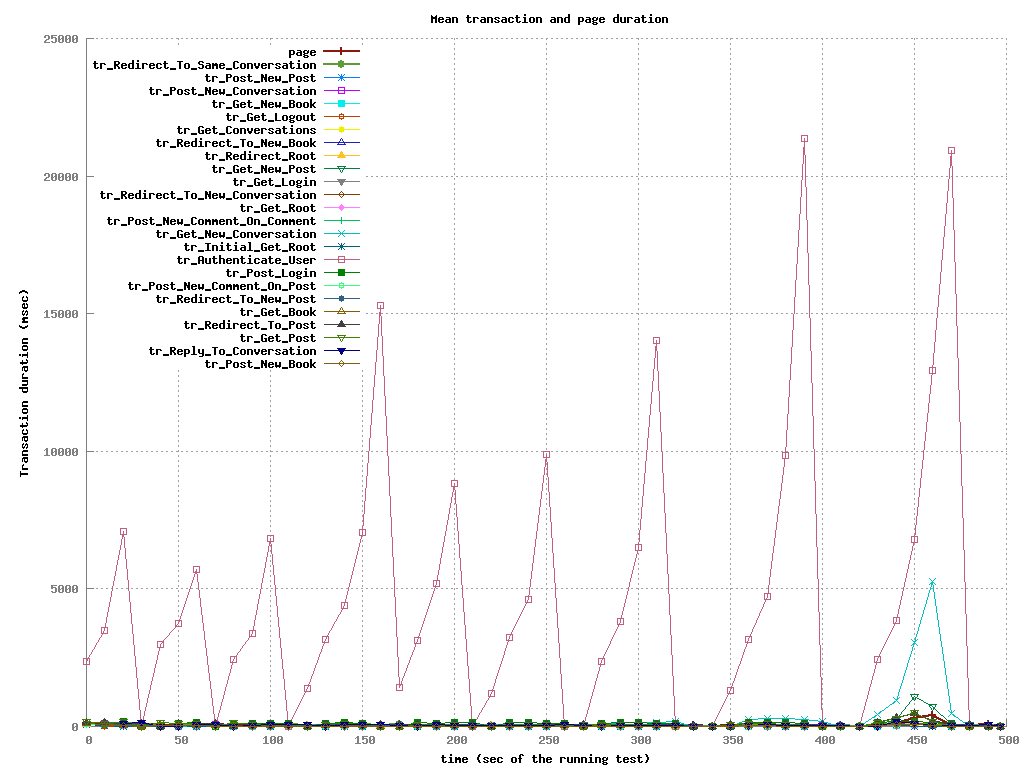 Mean transaction and page duration
25000
20000
15000
10000
5000
0
Transaction duration (msec)
page
tr_Redirect_To_Same_Conversation
tr_Post_New_Post
tr_Post_New_Conversation
tr_Get_New_Book
tr_Get_Logout
tr_Get_Conversations
tr_Redirect_To_New_Book
tr_Redirect_Root
tr_Get_New_Post
tr_Get_Login
tr_Redirect_To_New_Conversation
tr_Get_Root
tr_Post_New_Comment_On_Comment
tr_Get_New_Conversation
tr_Initial_Get_Root
tr_Authenticate_User
tr_Post_Login
tr_Post_New_Comment_On_Post
tr_Redirect_To_New_Post
tr_Get_Book
tr_Redirect_To_Post
tr_Get_Post
tr_Reply_To_Conversation
tr_Post_New_Book
0 50 100 150 200 250 300 350 400 450 500
time (sec of the running test)